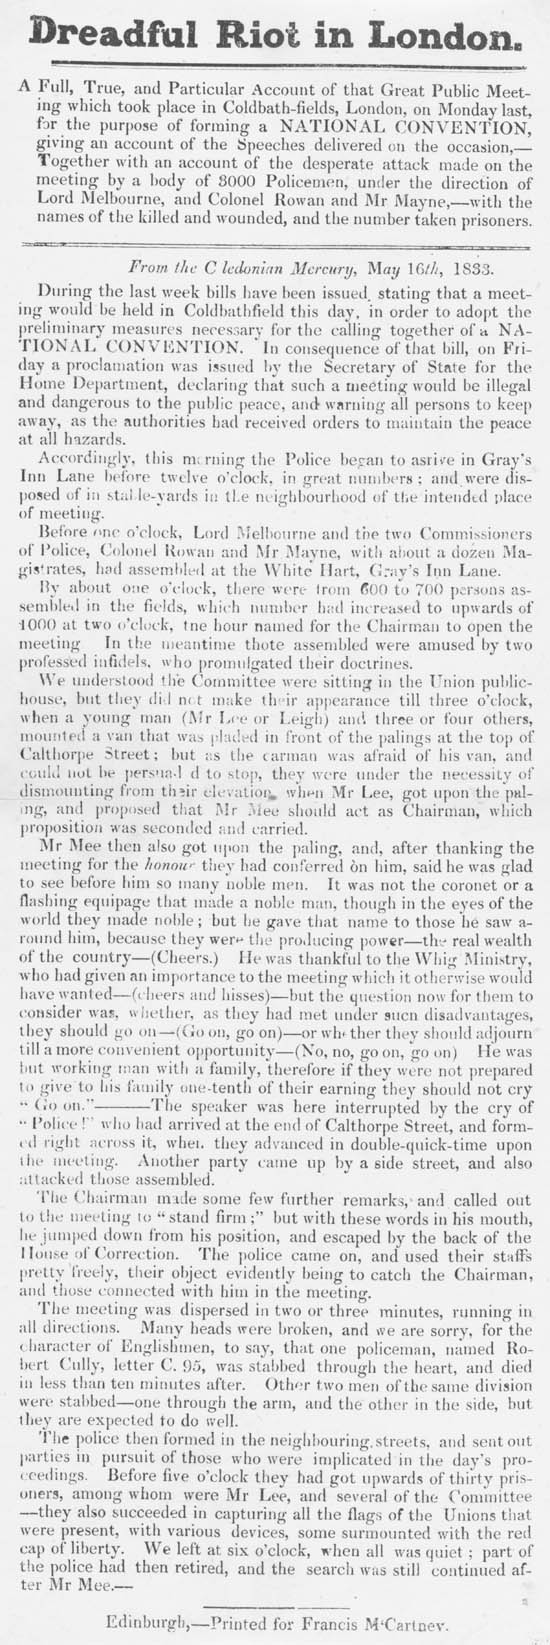 Dreadful Riot in London.
A Full, True, and Particular Account of that Great Public Meet-
ing which took place in Coldbath-fields, London, on Monday last,
for the purpose of forming a NATIONAL CONVENTION,
giving an account of the Speeches delivered on the occasion,—
Together with an account of the desperate attack made on the
meeting by a body of 3000 Policemen, under the direction of
Lord Melbourne, and Colonel Rowan and Mr Mayne,—with the
names of the killed and wounded, and the number taken prisoners.
From the C ledonian Mercury, May 16th, 1833.
During the last week bills have been issued, stating that a meet-
ing would be held in Coldbathfield this day, in order to adopt the
preliminary measures necessary for the calling together of a NA-
TIONAL CONVENTION. In consequence of that bill, on Fri-
day a proclamation was issued by the Secretary of State for the
Home Department, declaring that such a meeting would be illegal
and dangerous to the public peace, and warning all persons to keep
away, as the authorities had received orders to maintain the peace
at all hazards.
Accordingly, this morning the Police began to asrive in Gray's
Inn Lane before twelve o'clock, in great numbers; and were dis-
posed of in stable-yards in the neighbourhood of the intended place
of meeting.
Before one o'clock, Lord Melbourne and the two Commissioners
of Police, Colonel Rowan and Mr Mayne, with about a dozen Ma-
gistrates, had assembled at the White Hart, Gray's Inn Lane.
By about one o'clock, there were from 600 to 700 persons as-
sembled in the fields, which number had increased to upwards of
4000 at two o'clock, tne hour named for the Chairman to open the
meeting In the meantime thote assembled were amused by two
professed infidels, who promulgated their doctrines.
We understood the Committee were sitting in the Union public-
house, but they did not make their appearance till three o'clock,
when a young man (Mr Lee or Leigh) and three or four others,
mounted a van that was pladed in front of the palings at the top of
Calthorpe Street; but as the carman was afraid of his van, and
could not be persuad d to stop, they were under the necessity of
dismounting from their elevation, when Mr Lee, got upon the pal-
ing, and proposed that Mr Mee should act as Chairman, which
proposition was seconded and carried.
Mr Mee then also got upon the paling, and, after thanking the
meeting for the honour they had conferred on him, said he was glad
to see before him so many noble men. It was not the coronet or a
flashing equipage that made a noble man, though in the eyes of the
world they made noble; but he gave that name to those he saw a-
round him, because they were the producing power—the real wealth
of the country—(Cheers.) He was thankful to the Whig Ministry,
who had given an importance to the meeting which it otherwise would
have wanted—(cheers and hisses)—but the question now for them to
consider was, whether, as they had met under sucn disadvantages,
they should go on—(Go on, go on)—or whether they should adjourn
till a more convenient opportunity—(No, no, go on, go on) He was
but working man with a family, therefore if they were not prepared
to give to his family one-tenth of their earning they should not cry
"Go on."———The speaker was here interrupted by the cry of
"Police!" who had arrived at the end of Calthorpe Street, and form-
ed right across it, when they advanced in double-quick-time upon
the meeting. Another party came up by a side street, and also
attacked those assembled.
The Chairman made some few further remarks, and called out
to the meeting to "stand firm;" but with these words in his mouth,
he jumped down from his position, and escaped by the back of the
House of Correction. The police came on, and used their staffs
pretty freely, their object evidently being to catch the Chairman,
and those connected with him in the meeting.
The meeting was dispersed in two or three minutes, running in
all directions. Many heads were broken, and we are sorry, for the
character of Englishmen, to say, that one policeman, named Ro-
bert Cully, letter C. 95, was stabbed through the heart, and died
in less than ten minutes after. Other two men of the same division
were stabbed—one through the arm, and the other in the side, but
they are expected to do well.
The police then formed in the neighbouring streets, and sent out
parties in pursuit of those who were implicated in the day's pro-
ceedings. Before five o'clock they had got upwards of thirty pris-
oners, among whom were Mr Lee, and several of the Committee
—they also succeeded in capturing all the flags of the Unions that
were present, with various devices, some surmounted with the red
cap of liberty. We left at six o'clock, when all was quiet; part of
the police had then retired, and the search was still continued af-
ter Mr Mee.—
Edinburgh,—Printed for Francis M'Cartney.